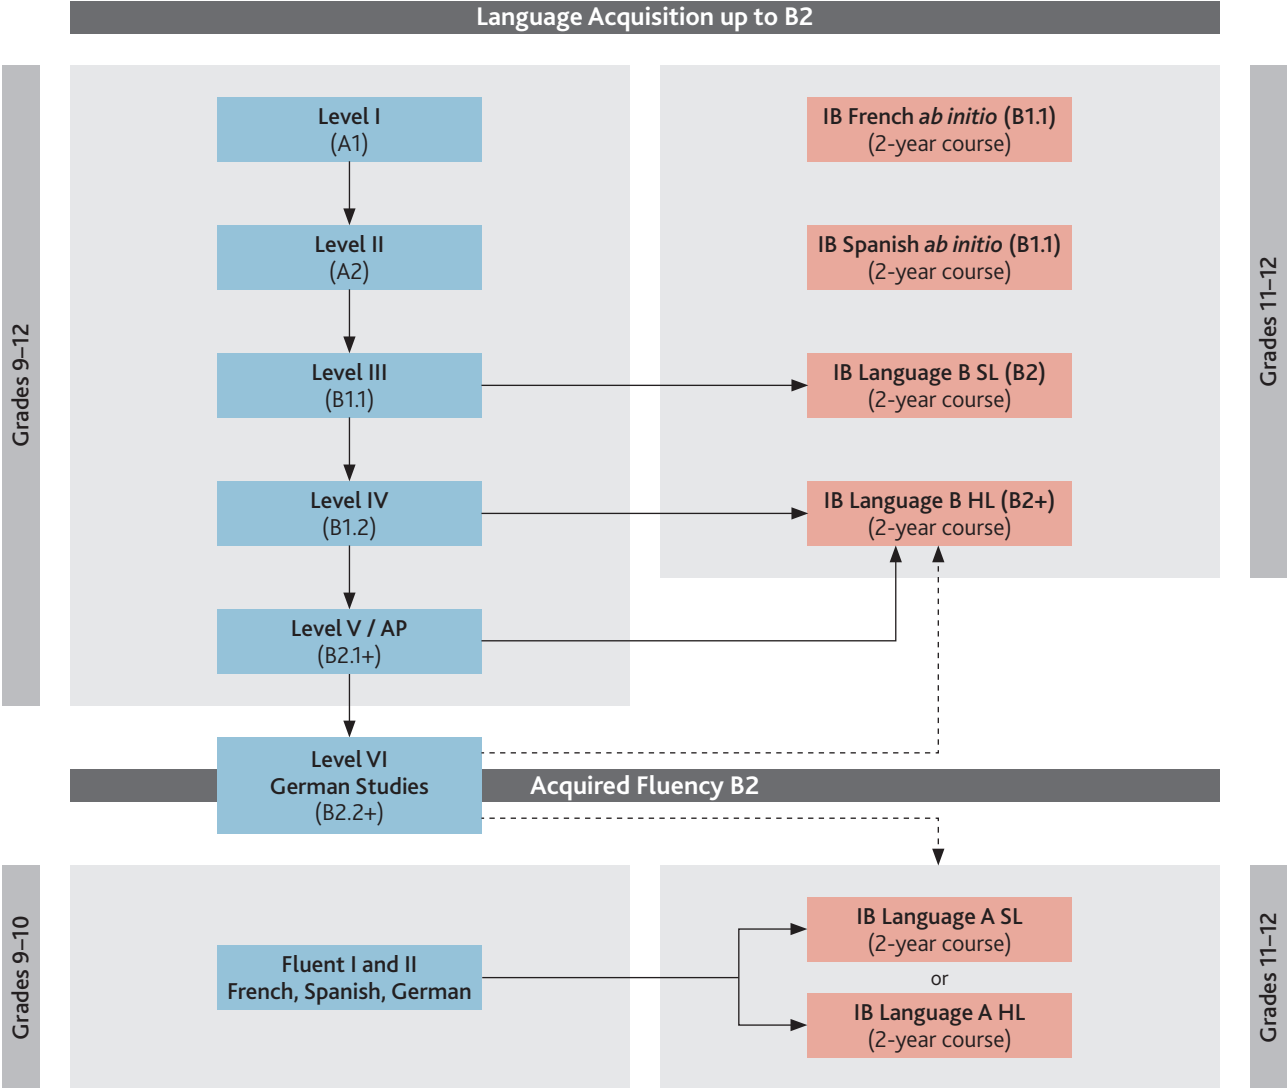 Language Acquisition up to B2
Grades 9–12
Level I
(A1)
Level II
(A2)
Level III
(B1.1)
Level IV
(B1.2)
Level V / AP
(B2.1+)
IB French ab initio (B1.1)
(2-year course)
IB Spanish ab initio (B1.1)
(2-year course)
IB Language B SL (B2)
(2-year course)
IB Language B HL (B2+)
(2-year course)
Grades 11–12
Level VI
German Studies
(B2.2+)
Acquired Fluency B2
Grades 9–10
Fluent I and II
French, Spanish, German
IB Language A SL
(2-year course)
or
IB Language A HL
(2-year course)
Grades 11–12